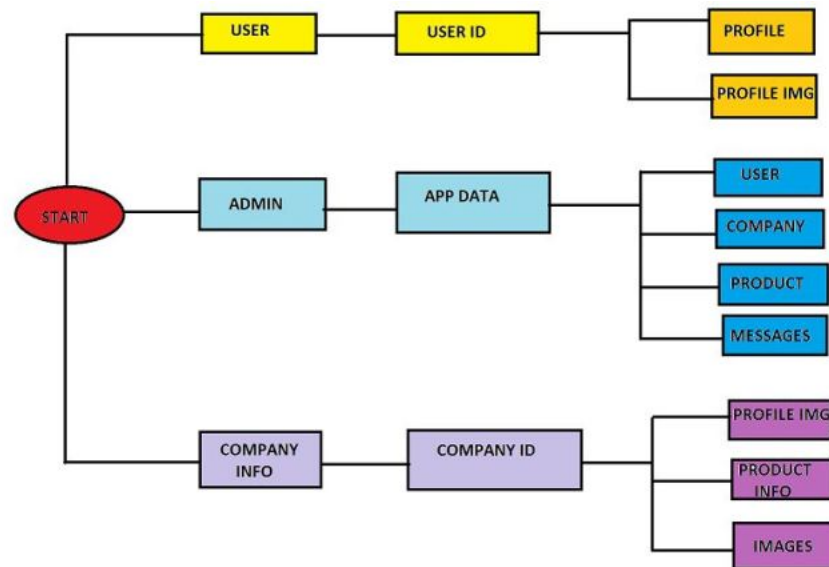 USER
USER ID
PROFILE
PROFILE IMG
START
ADMIN
APP DATA
USER
COMPANY
PRODUCT
MESSAGES
COMPANY
INFO
COMPANY ID
PROFILE IMG
PRODUCT
INFO
IMAGES